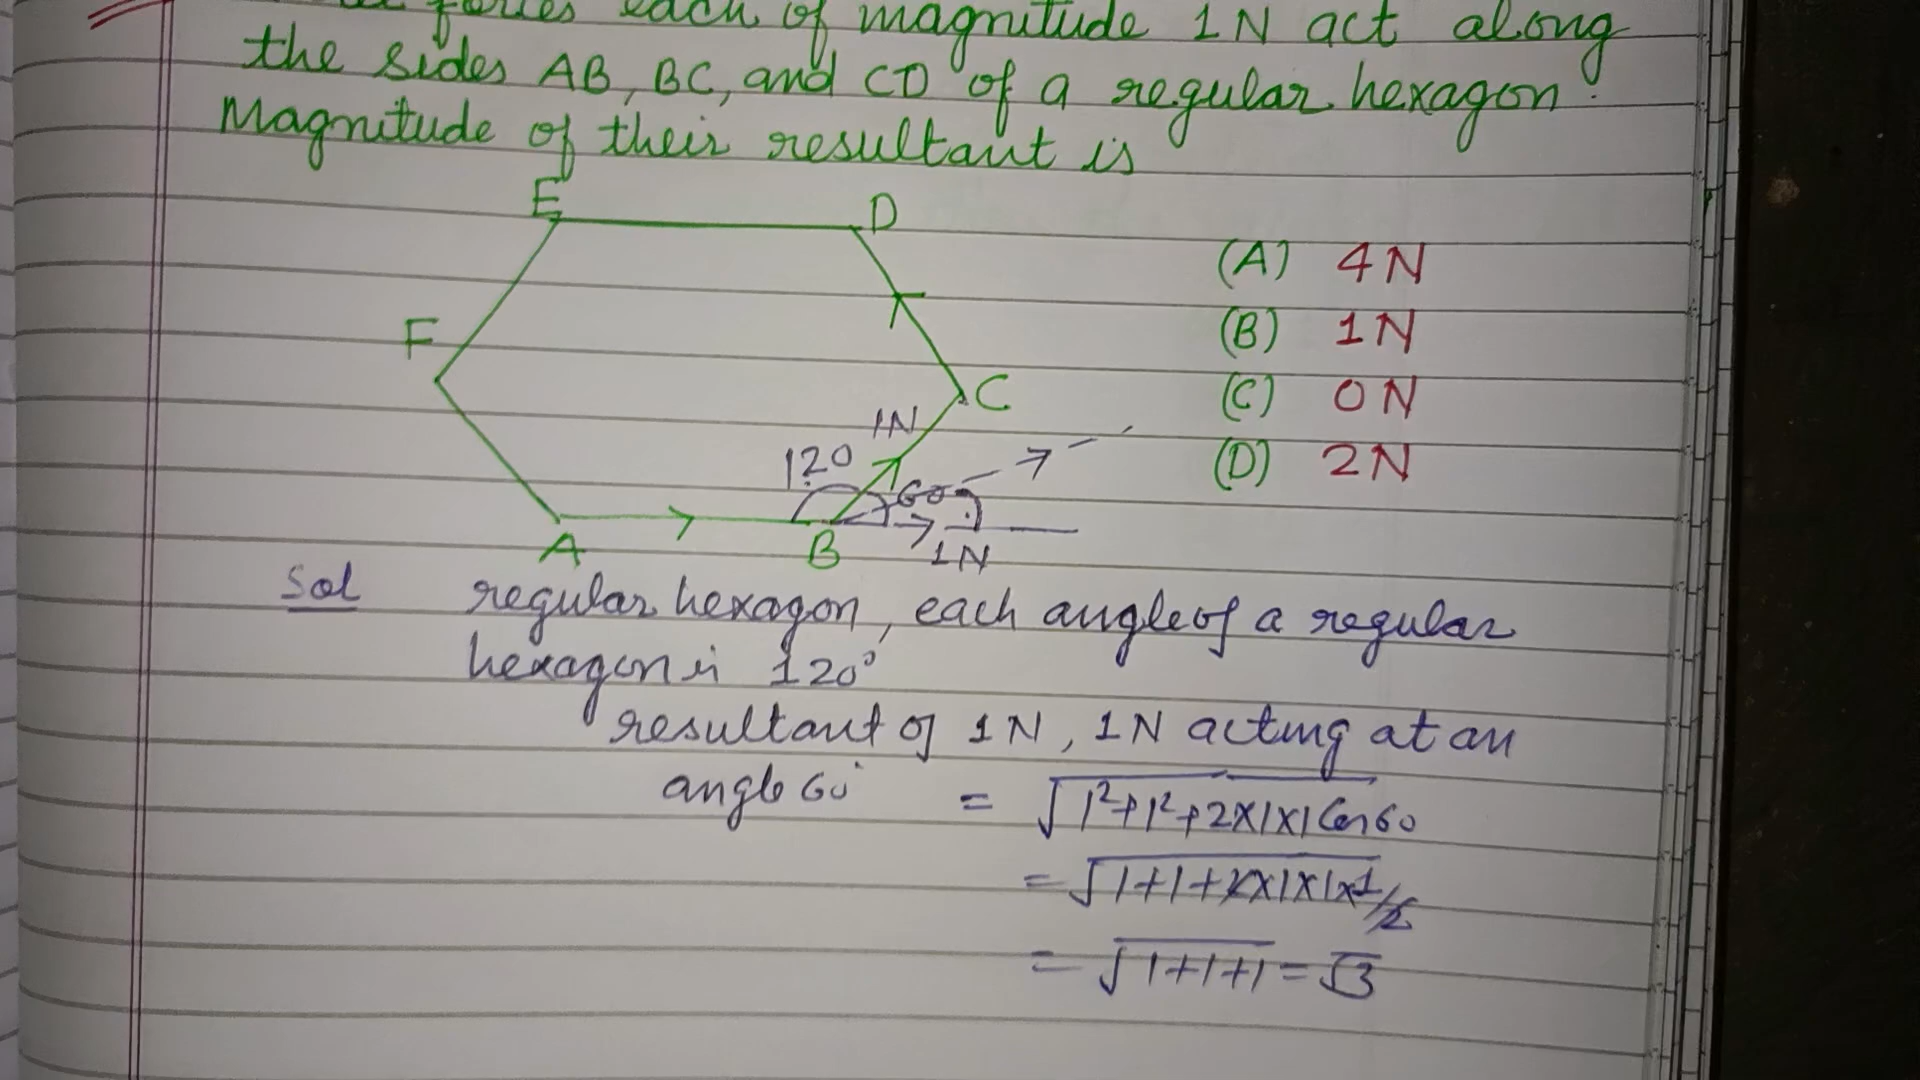 forces each of magnitude 1N act along
the sides AB, BC, and CD of a regular hexagon.
Magnitude of their resultant is
E D
(A) 4N
F
(B) 1N
C
(C) 0N
1N
120
(D) 2N
60
A B 1N
Sol regular hexagon, each angle of a regular
hexagon is 120°
resultant of 1N, 1N acting at an
angle 60° = √1²+1²+2×1×1 Cos60
= √1+1+2×1×1×1/2
= √1+1+1 = √3